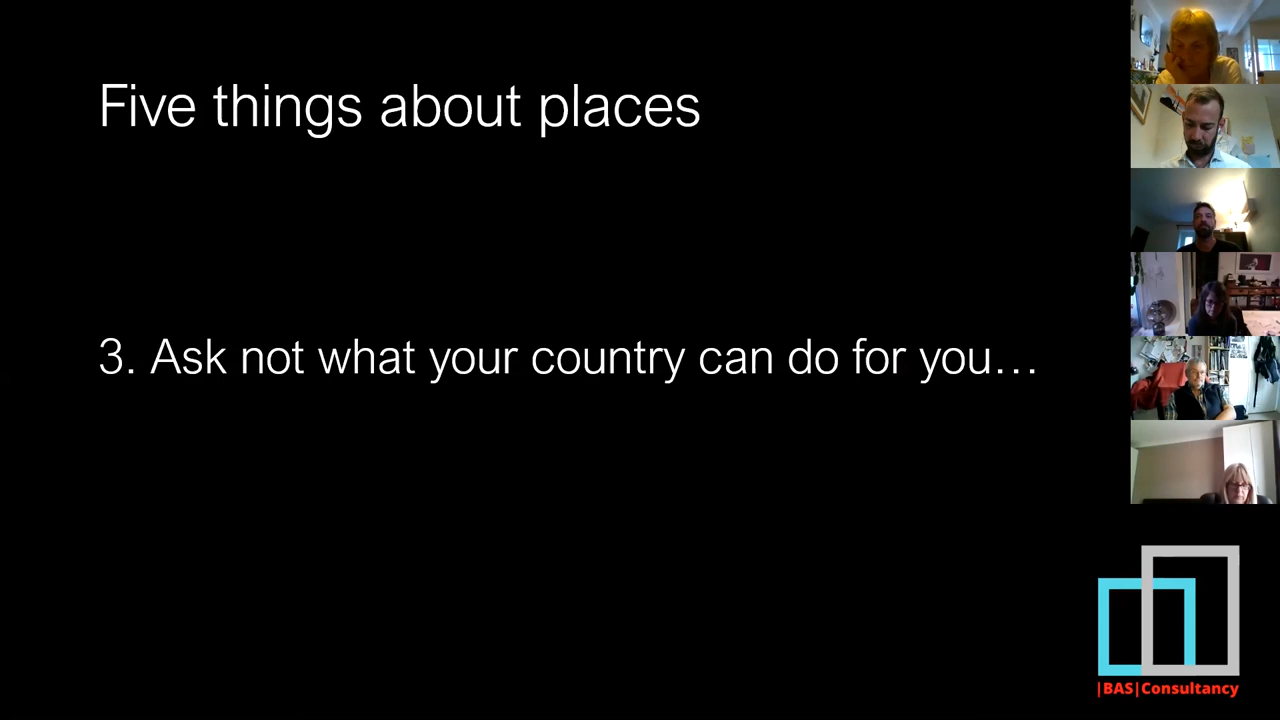 Five things about places
3. Ask not what your country can do for you…
|BAS|Consultancy